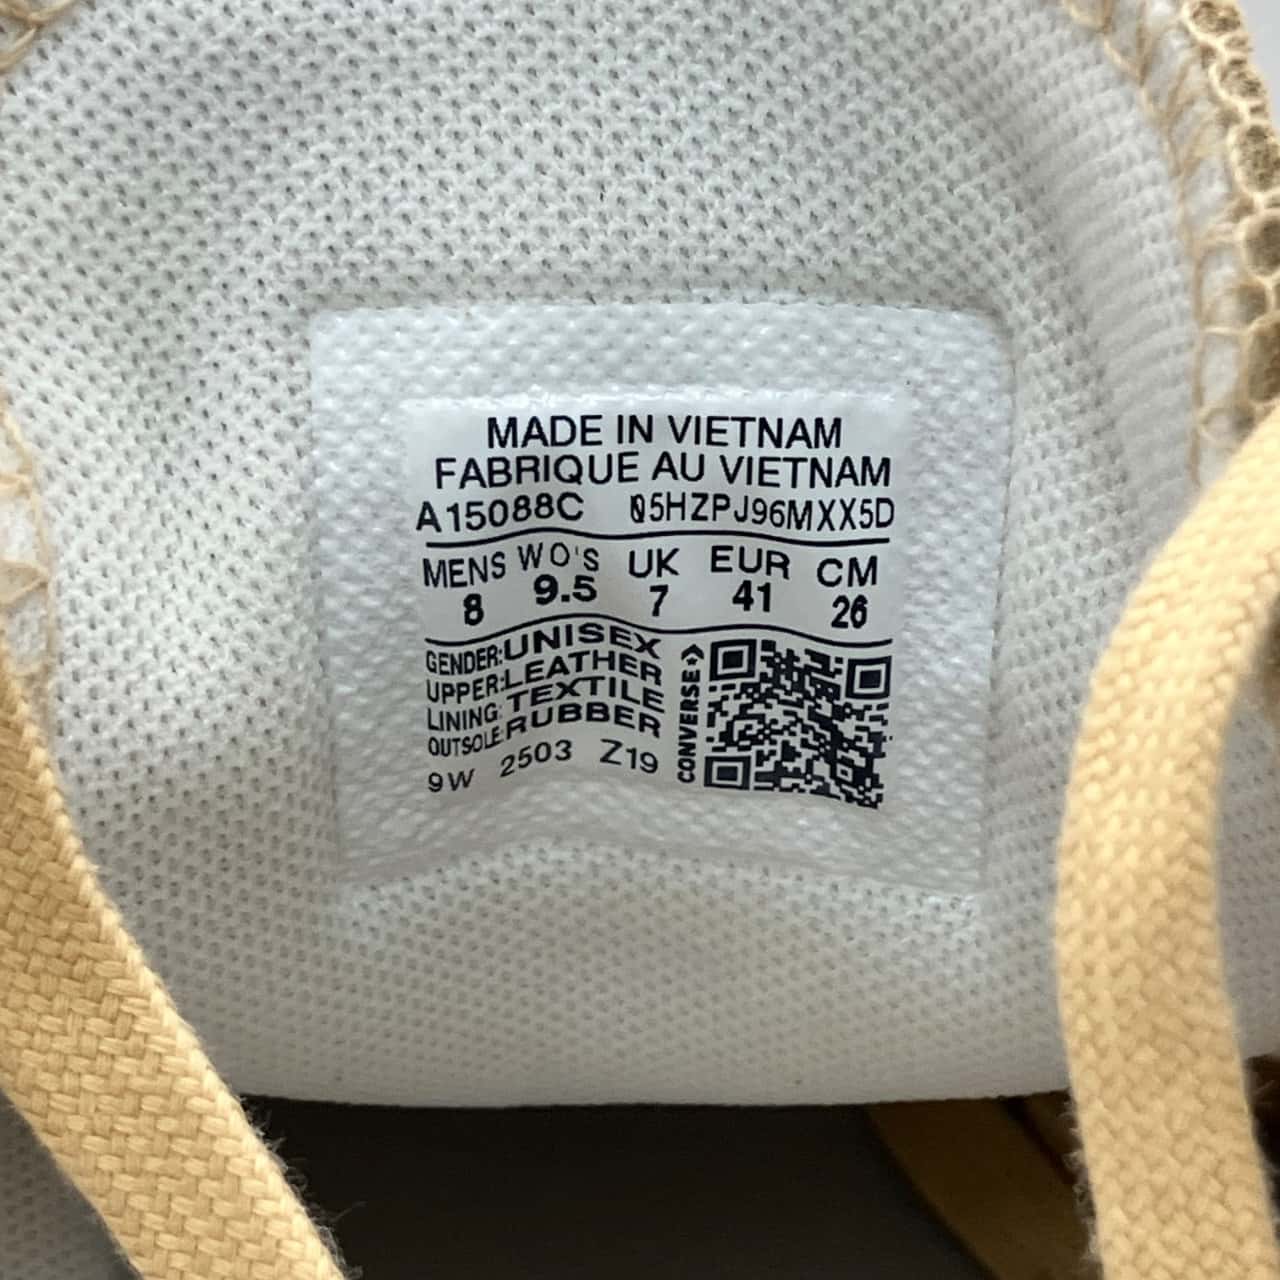 MADE IN VIETNAM
FABRIQUE AU VIETNAM
A15088C 05HZPJ96MXX5D
MENS WO'S UK EUR CM
8 9.5 7 41 26
GENDER:UNISEX
UPPER:LEATHER
LINING:TEXTILE
OUTSOLE:RUBBER
9W 2503 Z19
CONVERSE